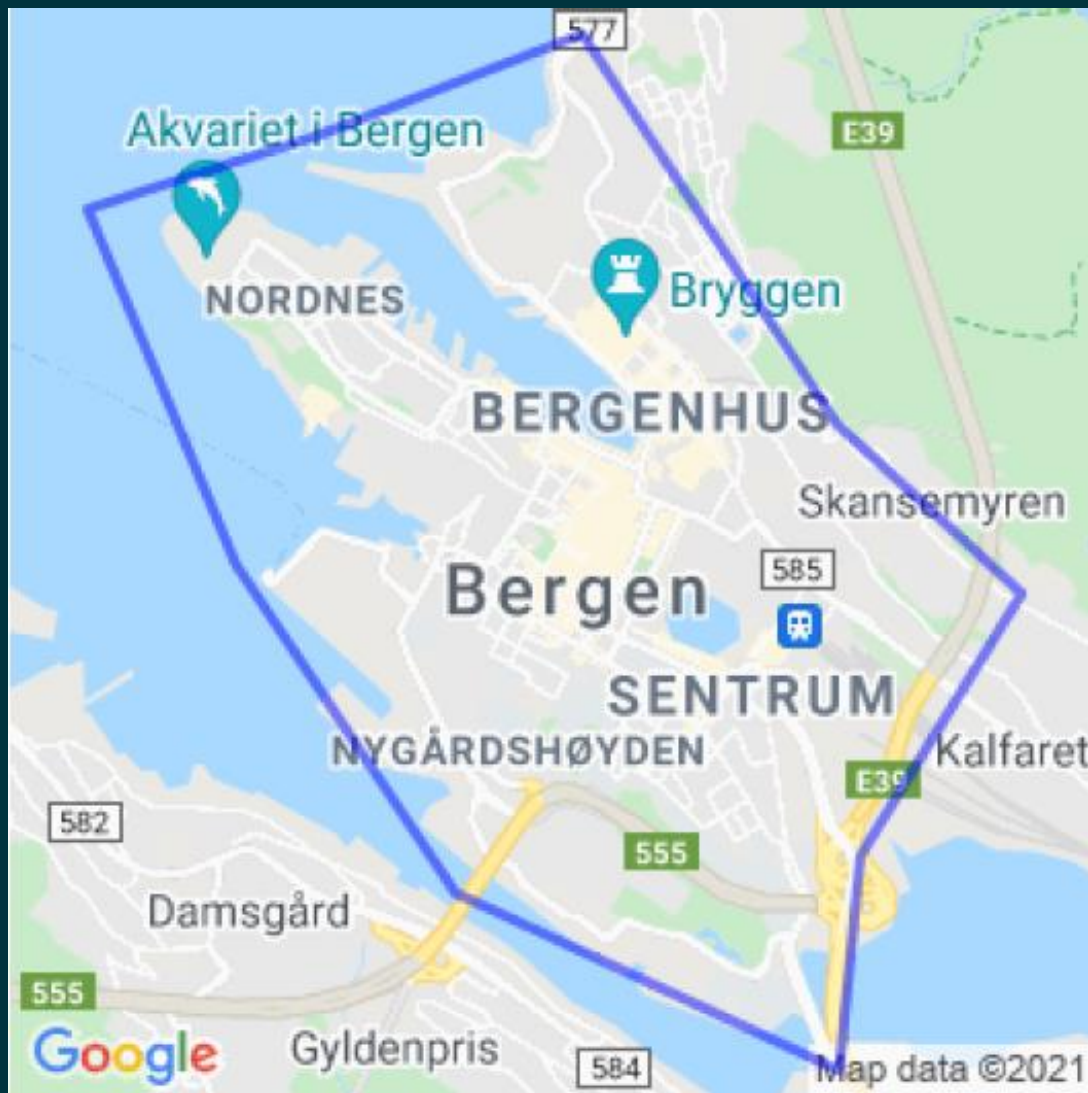 577
Akvariet i Bergen
E39
NORDNES
Bryggen
BERGENHUS
Skansemyren
585
Bergen
SENTRUM
NYGÅRDSHØYDEN
Kalfaret
E39
582
555
Damsgård
555
Google
Gyldenpris
584
Map data ©2021